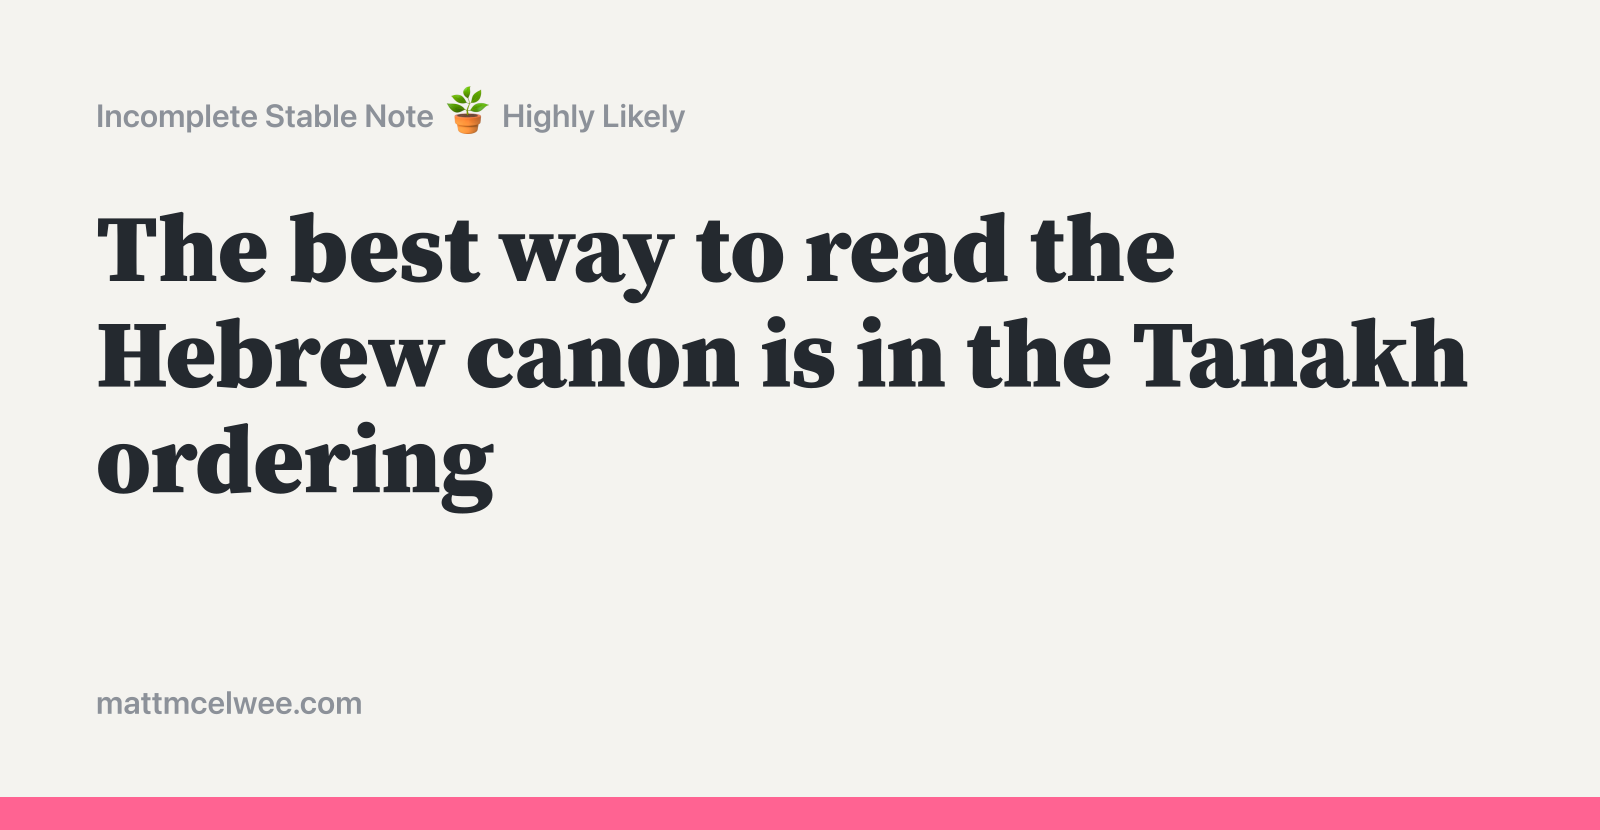 Incomplete Stable Note 🪴 Highly Likely
The best way to read the
Hebrew canon is in the Tanakh
ordering
mattmcelwee.com